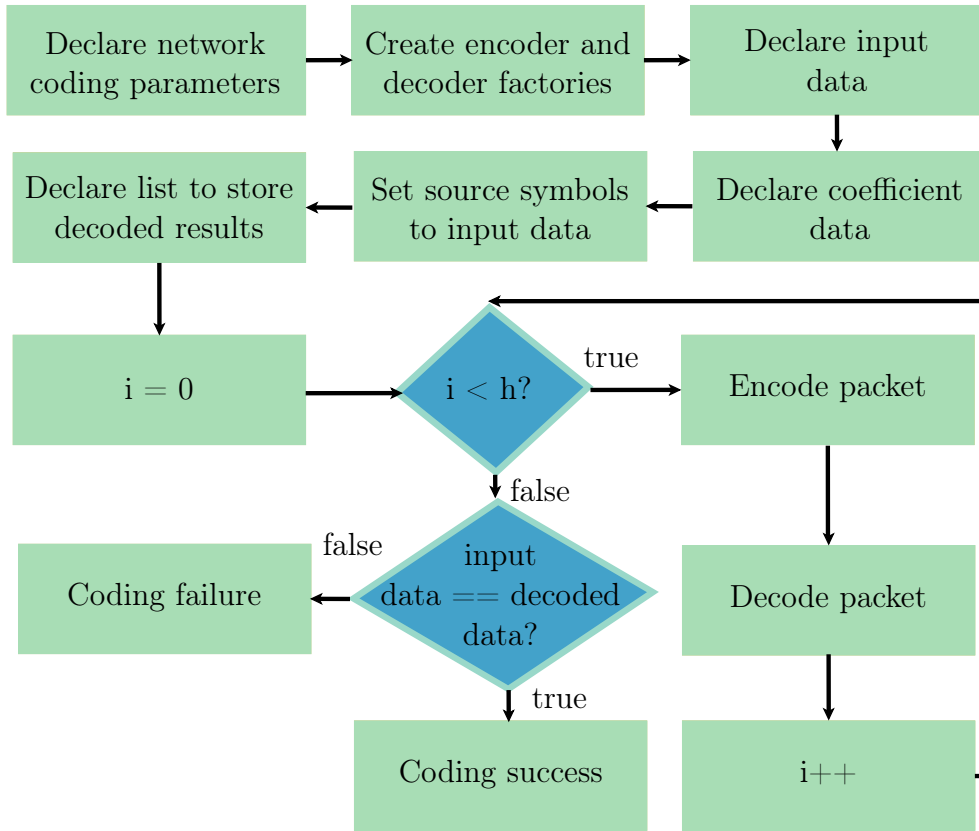 Declare network
coding parameters
Create encoder and
decoder factories
Declare input
data
Declare coefficient
data
Set source symbols
to input data
Declare list to store
decoded results
i = 0
i < h?
true
Encode packet
false
Decode packet
i++
input
data == decoded
data?
false
Coding failure
true
Coding success